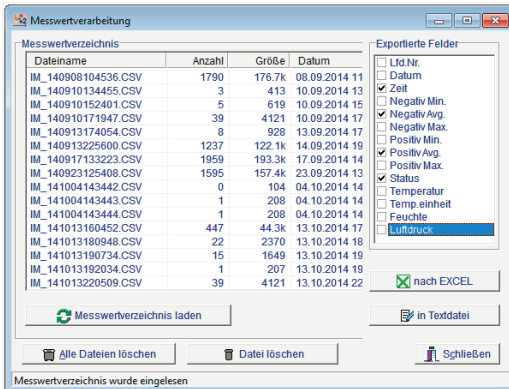 Messwertverarbeitung
Messwertverzeichnis
Dateiname Anzahl Größe Datum
IM_140908104536.CSV 1790 176.7k 08.09.2014 11
IM_140910134455.CSV 3 413 10.09.2014 13
IM_140910152401.CSV 5 619 10.09.2014 15
IM_140910171947.CSV 39 4121 10.09.2014 17
IM_140913174054.CSV 8 928 13.09.2014 17
IM_140913225600.CSV 1237 122.1k 14.09.2014 19
IM_140917133223.CSV 1959 193.3k 17.09.2014 14
IM_140923125408.CSV 1595 157.4k 23.09.2014 13
IM_141004143442.CSV 0 104 04.10.2014 14
IM_141004143443.CSV 1 208 04.10.2014 14
IM_141004143444.CSV 1 208 04.10.2014 14
IM_141013160452.CSV 447 44.3k 13.10.2014 17
IM_141013180948.CSV 22 2370 13.10.2014 18
IM_141013190734.CSV 15 1649 13.10.2014 19
IM_141013192034.CSV 1 207 13.10.2014 19
IM_141013220509.CSV 39 4121 13.10.2014 22
Messwertverzeichnis laden
Alle Dateien löschen
Datei löschen
Exportierte Felder
Lfd.Nr.
Datum
Zeit
Negativ Min.
Negativ Avg.
Negativ Max.
Positiv Min.
Positiv Avg.
Positiv Max.
Status
Temperatur
Temp.einheit
Feuchte
Luftdruck
nach EXCEL
in Textdatei
Schließen
Messwertverzeichnis wurde eingelesen